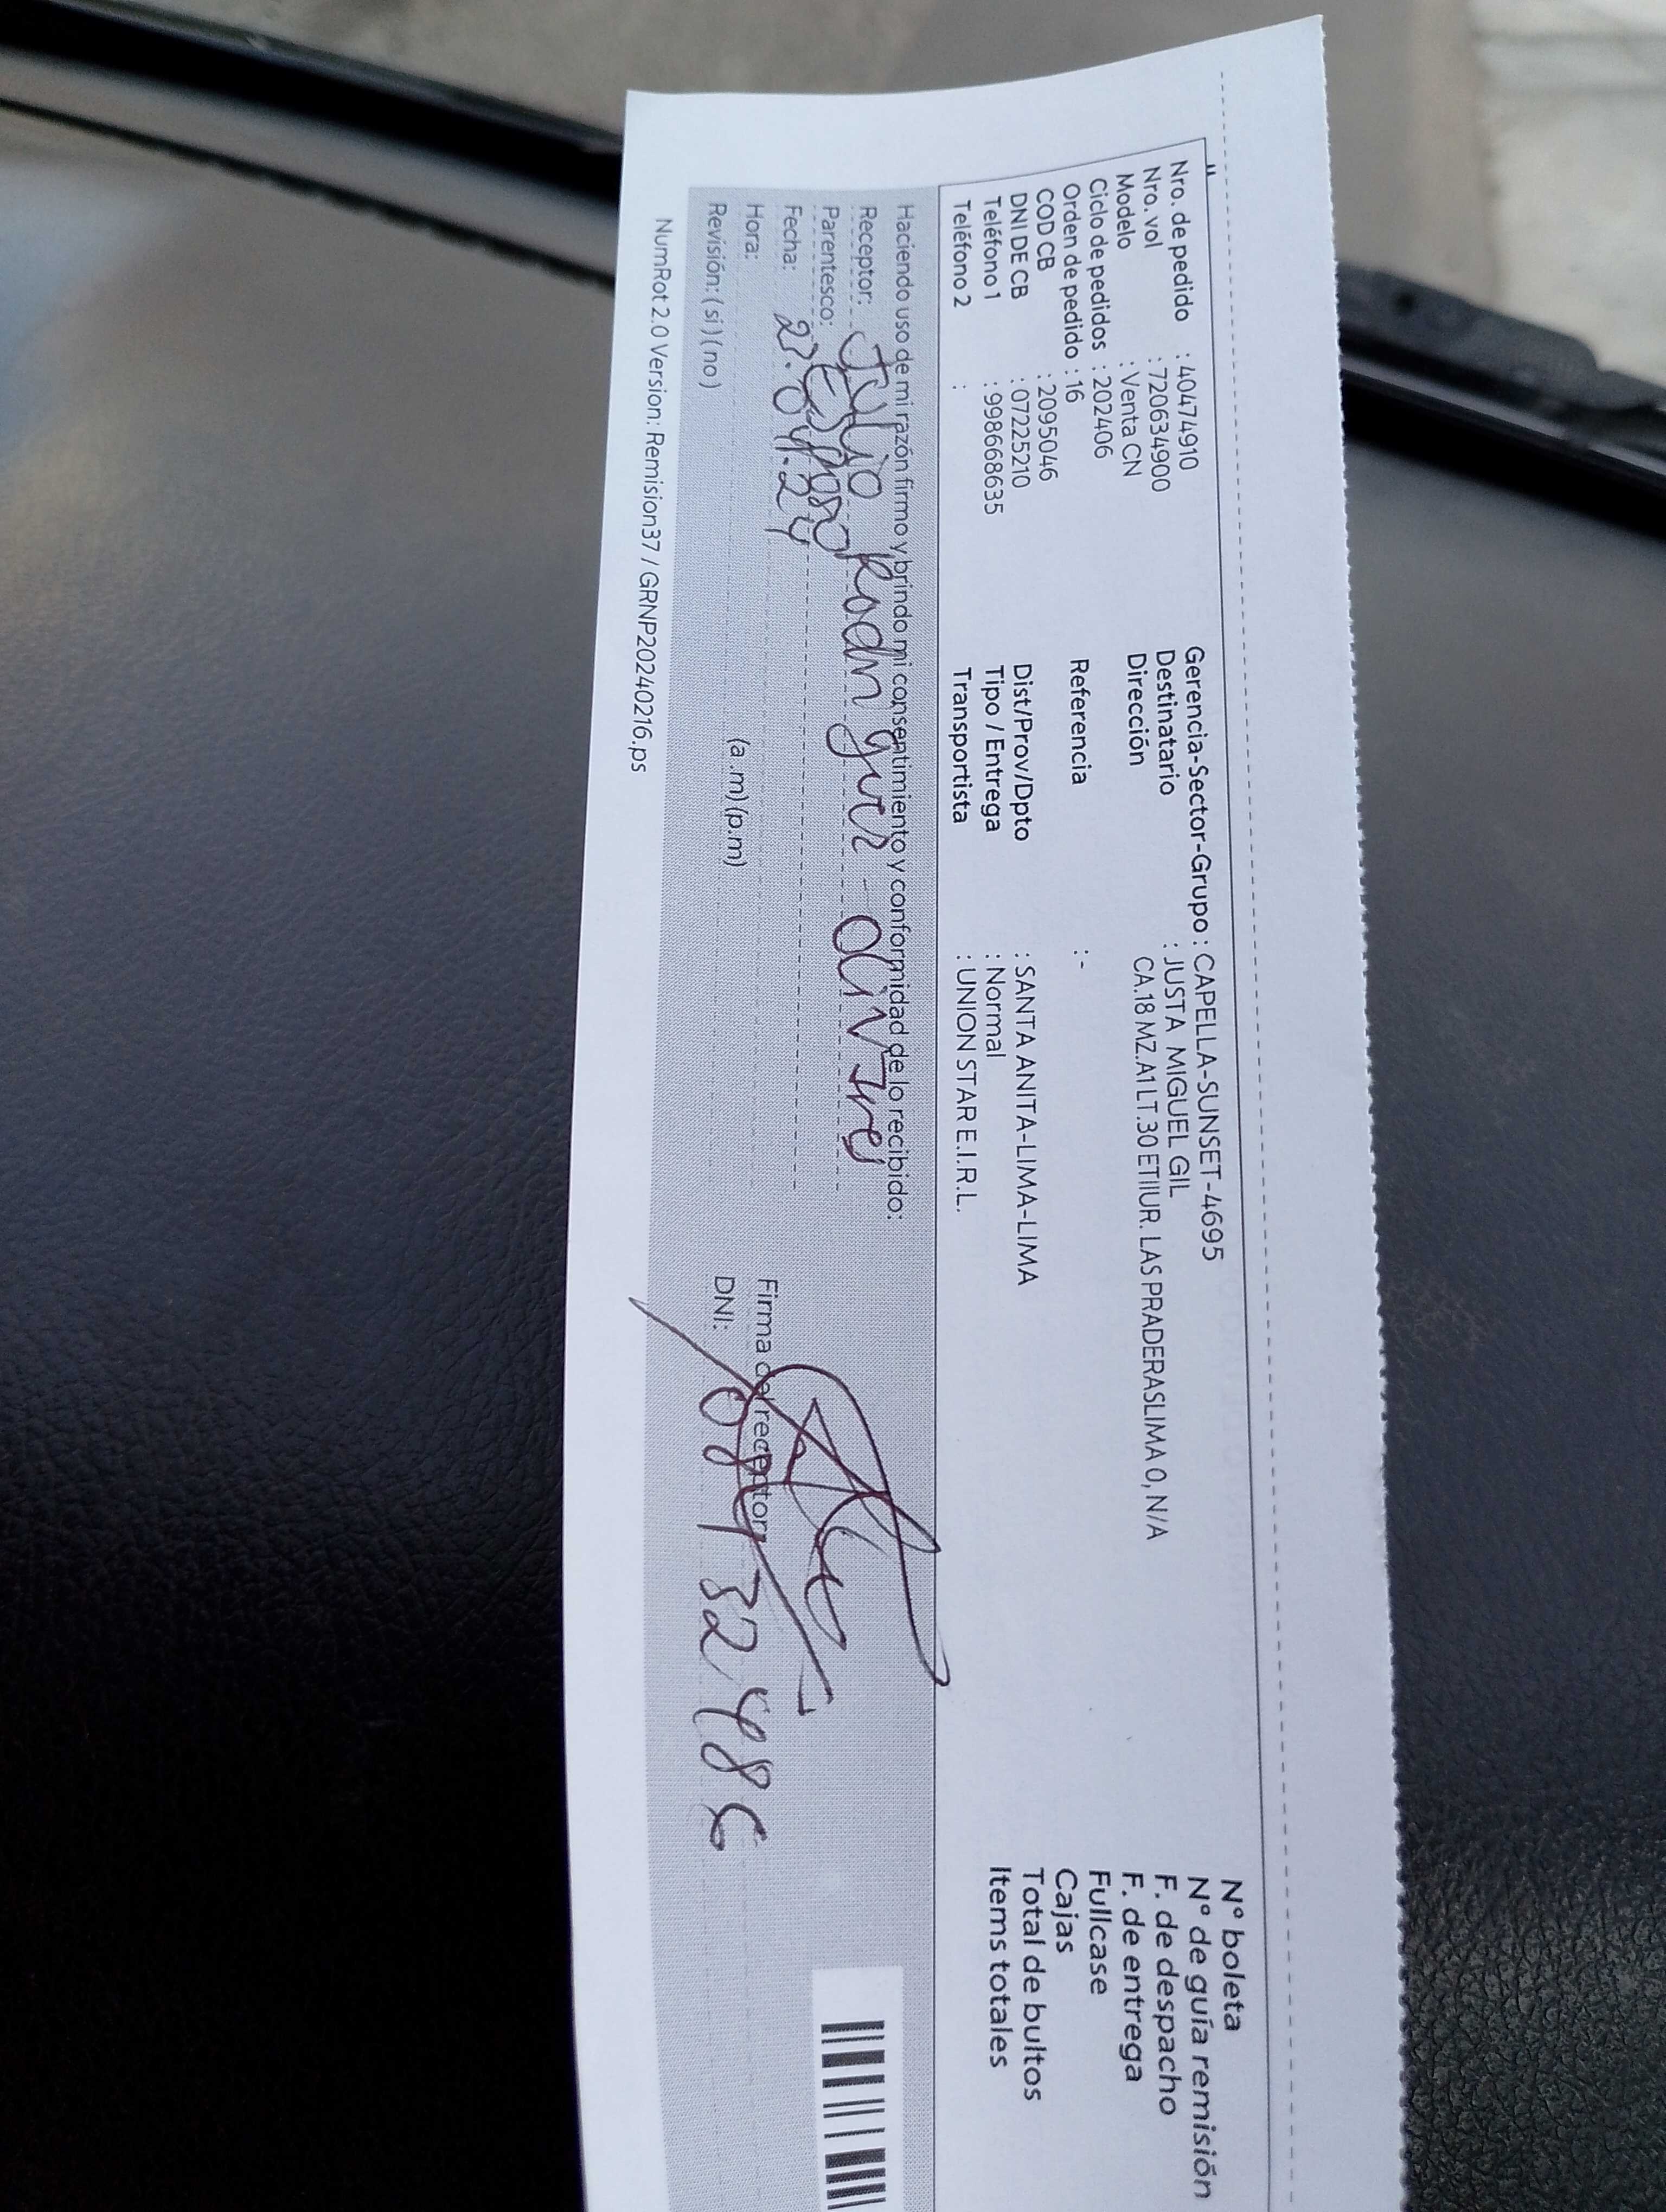 Nro. de pedido : 40474910
Nro. vol : 720634900
Modelo : Venta CN
Ciclo de pedidos : 202406
Orden de pedido : 16
COD CB : 2095046
DNI DE CB : 07225210
Teléfono 1 : 998668635
Teléfono 2 :
Gerencia-Sector-Grupo : CAPELLA-SUNSET-4695
Destinatario : JUSTA MIGUEL GIL
Dirección CA.18 MZ.A1 LT.30 ETIIUR. LAS PRADERASLIMA 0, N/A
Referencia : -
Dist/Prov/Dpto : SANTA ANITA-LIMA-LIMA
Tipo / Entrega : Normal
Transportista : UNION STAR E.I.R.L.
N° boleta
N° de guía remisión
F. de despacho
F. de entrega
Fullcase
Cajas
Total de bultos
Items totales
Haciendo uso de mi razón firmo y brindo mi consentimiento y conformidad de lo recibido:
Receptor: Julio Rodriguez
Parentesco: Esposo
Fecha: 27.04.24
Hora: (a.m) (p.m)
Revisión: (si) (no)
Firma del receptor
DNI:
NumRot 2.0 Version: Remision37 / GRNP20240216.ps